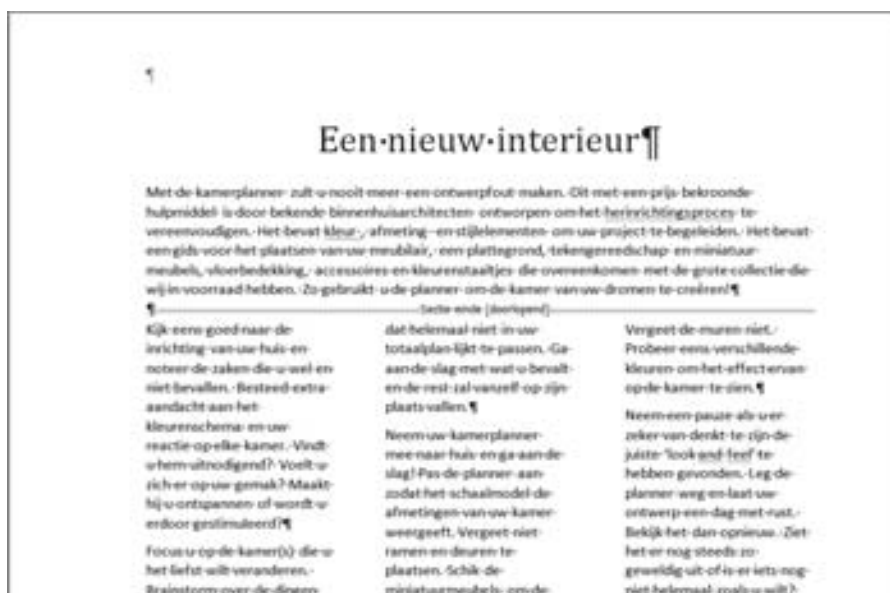 ¶
Een·nieuw·interieur¶
Met·de·kamerplanner·zult·u·nooit·meer·een·ontwerpfout·maken.·Dit·met·een·prijs·bekroonde·
hulpmiddel·is·door·bekende·binnenhuisarchitecten·ontworpen·om·het·herinrichtingsproces·te·
vereenvoudigen.·Het·bevat·kleur-,·afmeting-·en·stijlelementen·om·uw·project·te·begeleiden.·Het·bevat·
een·gids·voor·het·plaatsen·van·uw·meubilair,·een·plattegrond,·tekengereedschap·en·miniatuur-
meubels,·vloerbedekking,·accessoires·en·kleurenstaaltjes·die·overeenkomen·met·de·grote·collectie·die·
wij·in·voorraad·hebben.·Zo·gebruikt·u·de·planner·om·de·kamer·van·uw·dromen·te·creëren!¶
¶Sectie-einde (doorlopend)
Kijk·eens·goed·naar·de·
inrichting·van·uw·huis·en·
noteer·de·zaken·die·u·wel·en·
niet·bevallen.·Besteed·extra·
aandacht·aan·het·
kleurenschema·en·uw·
reactie·op·elke·kamer.·Vindt·
u·hem·uitnodigend?·Voelt·u·
zich·er·op·uw·gemak?·Maakt·
hij·u·ontspannen·of·wordt·u·
erdoor·gestimuleerd?¶
Focus·u·op·de·kamer(s)·die·u·
het·liefst·wilt·veranderen.·
Brainstorm·over·de·dingen·
dat·helemaal·niet·in·uw·
totaalplan·lijkt·te·passen.·Ga·
aan·de·slag·met·wat·u·bevalt·
en·de·rest·zal·vanzelf·op·zijn·
plaats·vallen.¶
Neem·uw·kamerplanner·
mee·naar·huis·en·ga·aan·de·
slag!·Pas·de·planner·aan·
zodat·het·schaalmodel·de·
afmetingen·van·uw·kamer·
weergeeft.·Vergeet·niet·
ramen·en·deuren·te·
plaatsen.·Schik·de·
miniatuurmeubels·om·de·
Vergeet·de·muren·niet.·
Probeer·eens·verschillende·
kleuren·om·het·effect·ervan·
op·de·kamer·te·zien.¶
Neem·een·pauze·als·u·er·
zeker·van·denkt·te·zijn·de·
juiste·'look·and·feel'·te·
hebben·gevonden.·Leg·de·
planner·weg·en·laat·uw·
ontwerp·een·dag·met·rust.·
Bekijk·het·dan·opnieuw.·Ziet·
het·er·nog·steeds·zo·
geweldig·uit·of·is·er·iets·nog·
niet·helemaal·zoals·u·wilt?·